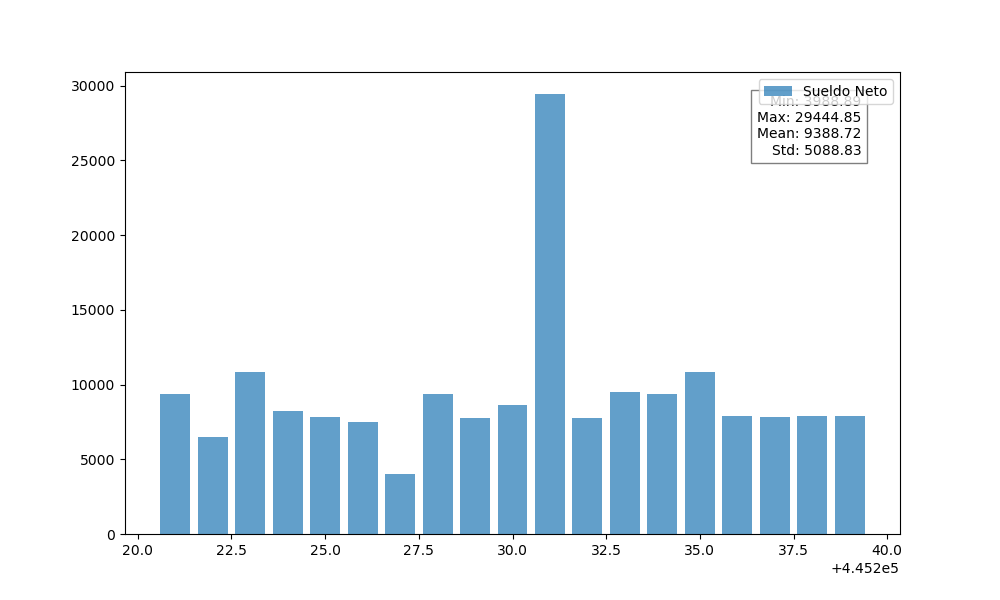 Sueldo Neto
Min: 3988.89
Max: 29444.85
Mean: 9388.72
Std: 5088.83
30000
25000
20000
15000
10000
5000
0
20.0 22.5 25.0 27.5 30.0 32.5 35.0 37.5 40.0
+4.452e5